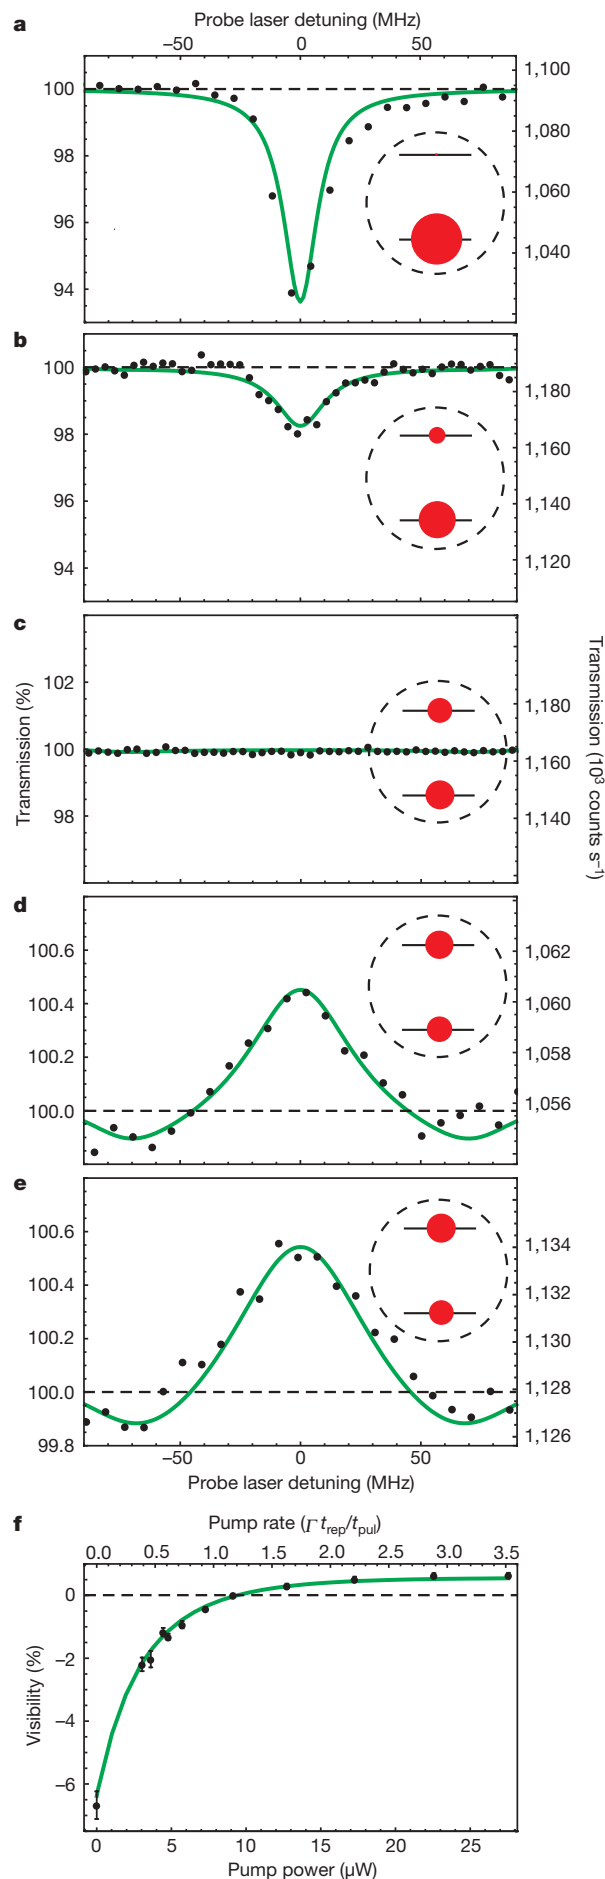 a
Probe laser detuning (MHz)
−50 0 50
100
98
96
94
1,100
1,080
1,060
1,040
b
100
98
96
94
1,180
1,160
1,140
1,120
c
102
100
98
Transmission (%)
1,180
1,160
1,140
Transmission (10³ counts s⁻¹)
d
100.6
100.4
100.2
100.0
1,062
1,060
1,058
1,056
e
100.6
100.4
100.2
100.0
99.8
1,134
1,132
1,130
1,128
1,126
−50 0 50
Probe laser detuning (MHz)
f
Pump rate (Γ t_rep/t_pul)
0.0 0.5 1.0 1.5 2.0 2.5 3.0 3.5
0
−2
−4
−6
Visibility (%)
0 5 10 15 20 25
Pump power (μW)